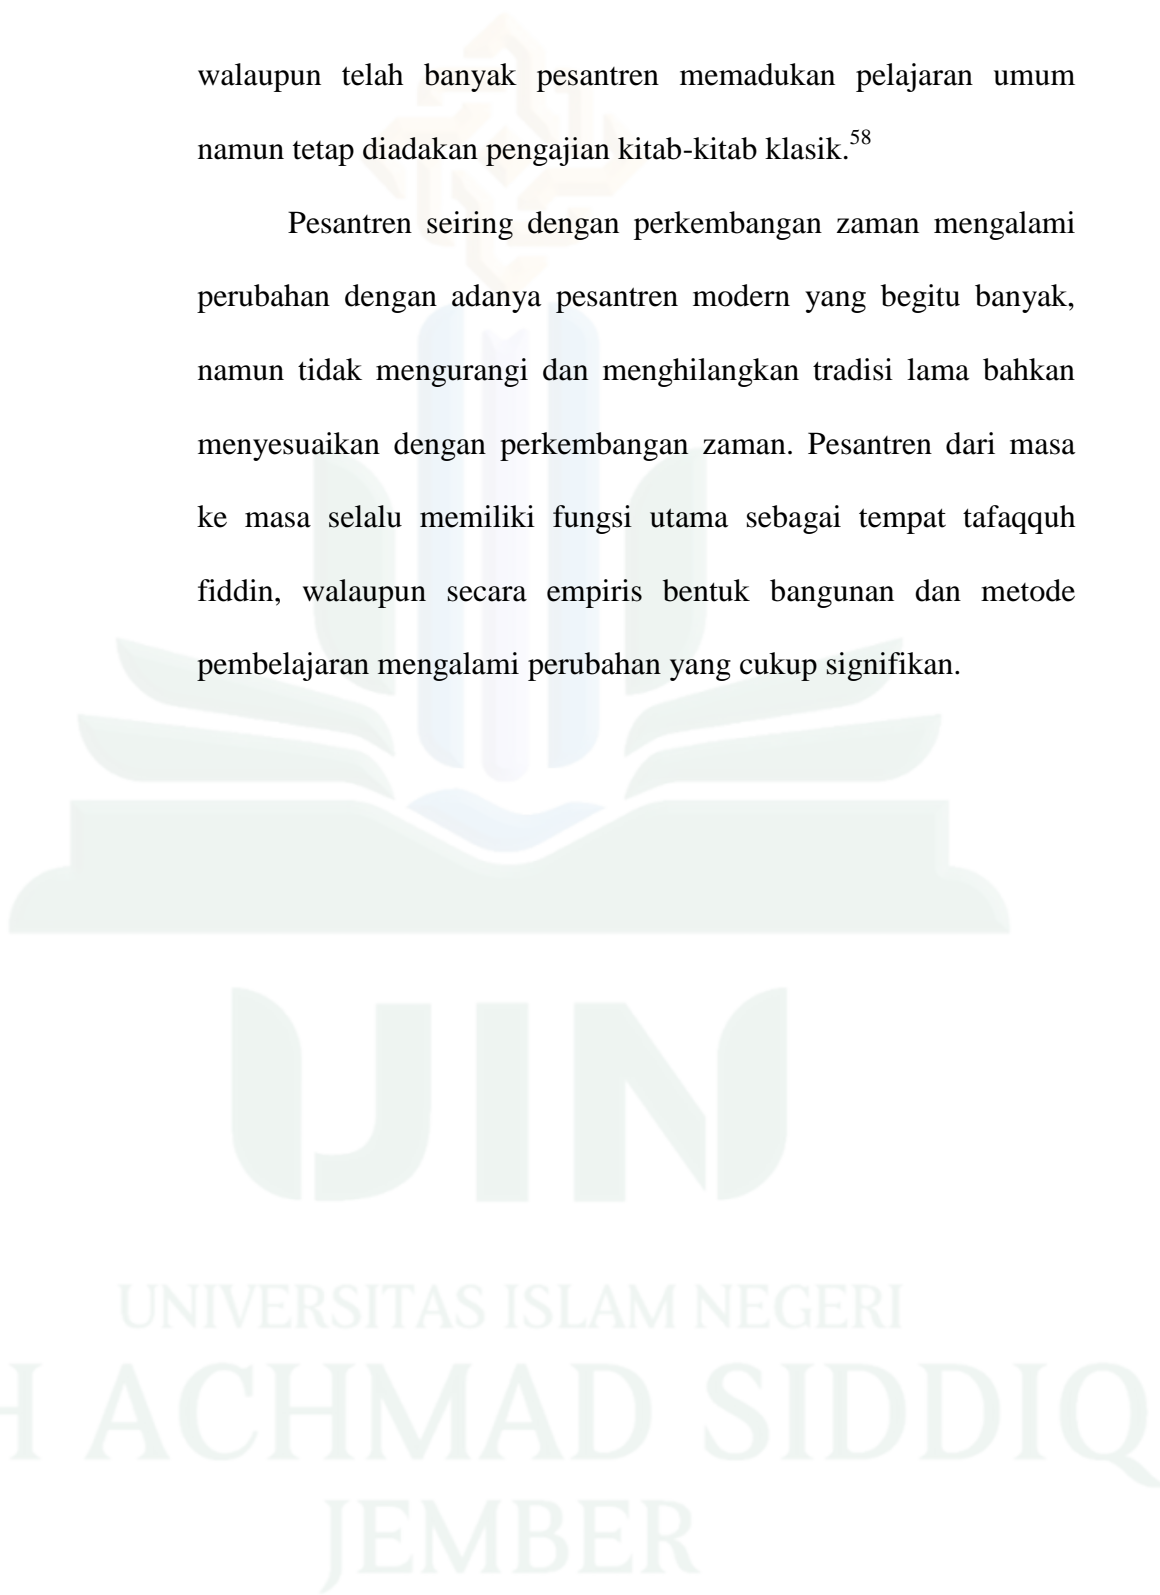 walaupun telah banyak pesantren memadukan pelajaran umum
namun tetap diadakan pengajian kitab-kitab klasik.58
Pesantren seiring dengan perkembangan zaman mengalami
perubahan dengan adanya pesantren modern yang begitu banyak,
namun tidak mengurangi dan menghilangkan tradisi lama bahkan
menyesuaikan dengan perkembangan zaman. Pesantren dari masa
ke masa selalu memiliki fungsi utama sebagai tempat tafaqquh
fiddin, walaupun secara empiris bentuk bangunan dan metode
pembelajaran mengalami perubahan yang cukup signifikan.
UIN
UNIVERSITAS ISLAM NEGERI
H ACHMAD SIDDIQ
JEMBER